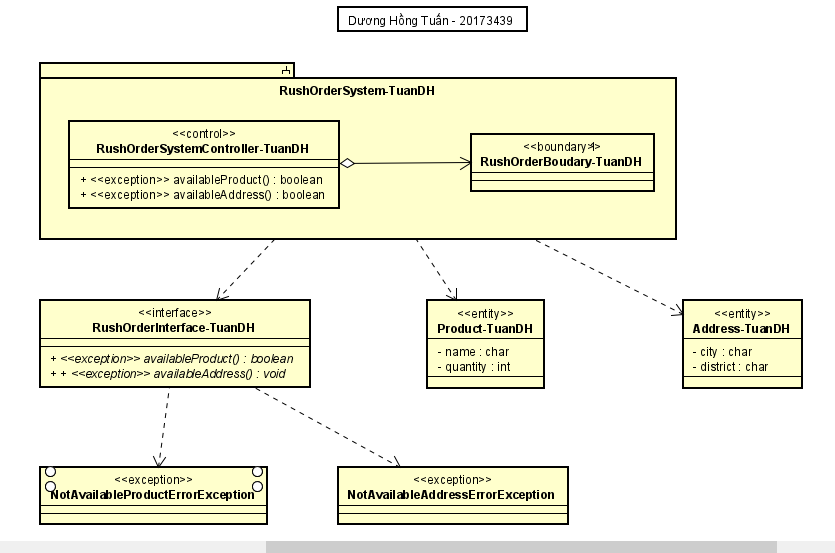 Dương Hồng Tuấn - 20173439
RushOrderSystem-TuanDH
<<control>>
RushOrderSystemController-TuanDH
+ <<exception>> availableProduct() : boolean
+ <<exception>> availableAddress() : boolean
<<boundary>>
RushOrderBoudary-TuanDH
<<interface>>
RushOrderInterface-TuanDH
+ <<exception>> availableProduct() : boolean
+ + <<exception>> availableAddress() : void
<<entity>>
Product-TuanDH
- name : char
- quantity : int
<<entity>>
Address-TuanDH
- city : char
- district : char
<<exception>>
NotAvailableProductErrorException
<<exception>>
NotAvailableAddressErrorException